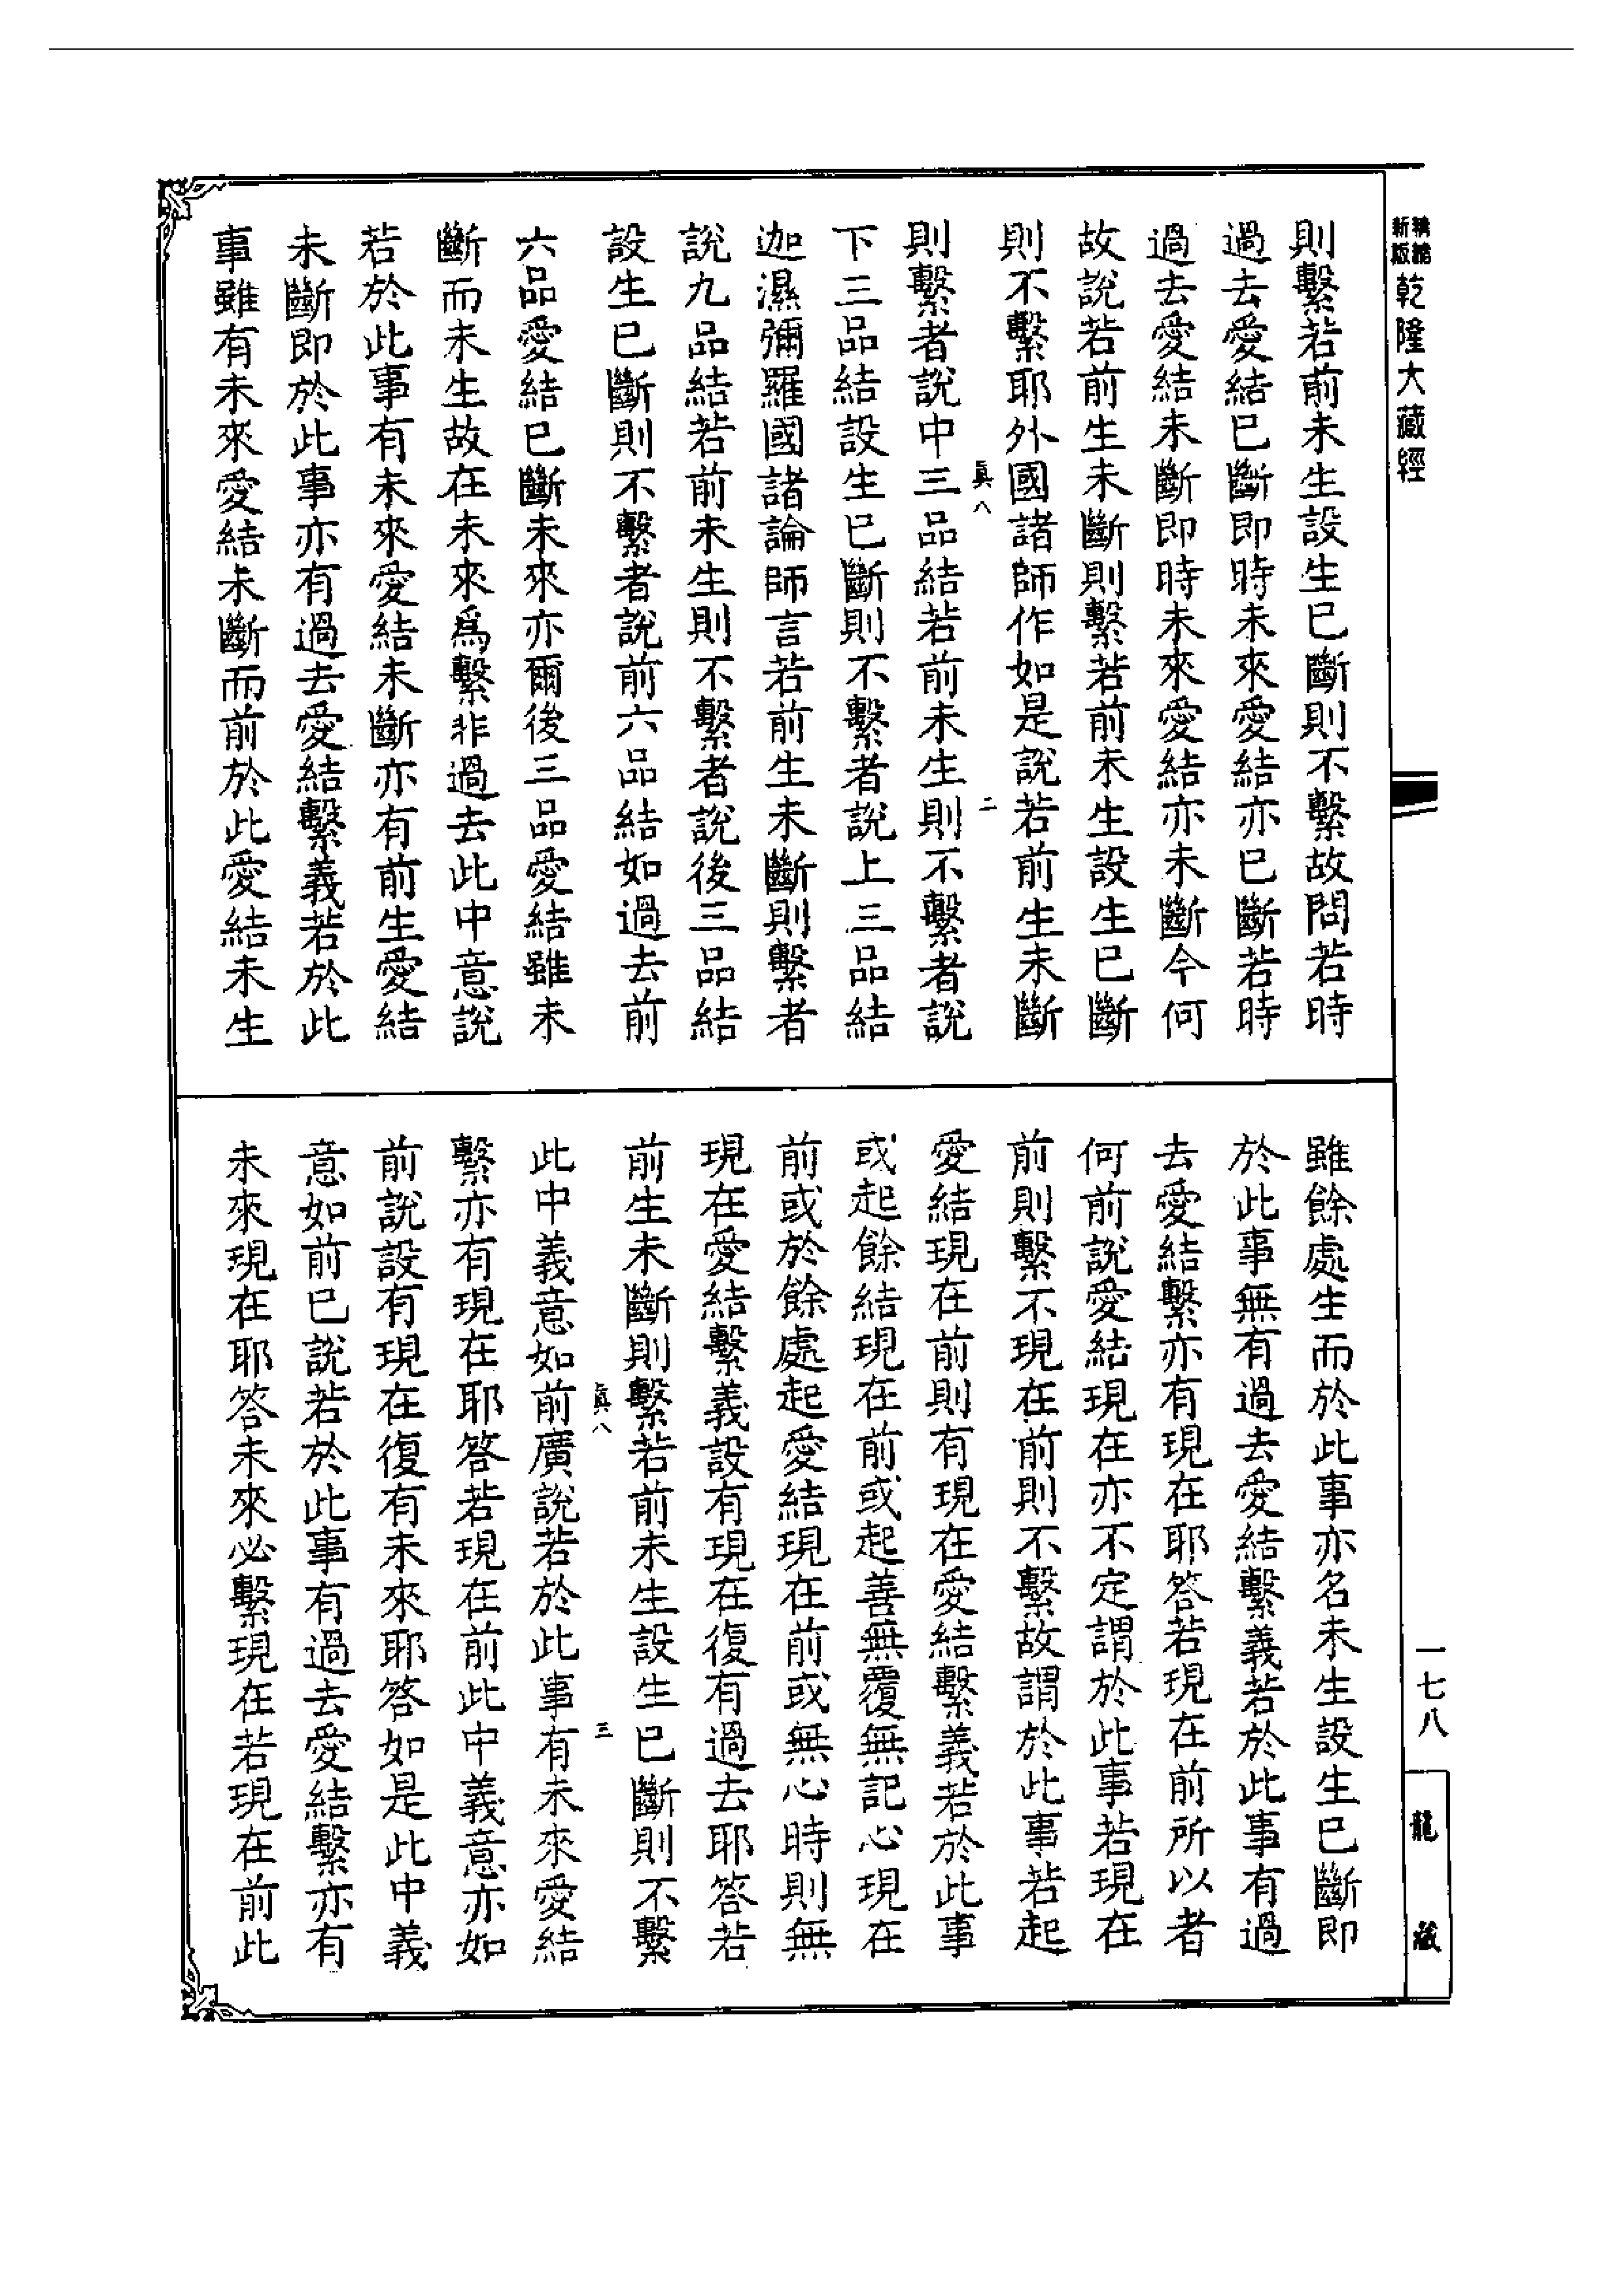 新版精縮乾隆大藏經
則繫若前未生設生已斷則不繫故問若時
過去愛結已斷即時未來愛結亦已斷若時
過去愛結未斷即時未來愛結亦未斷今何
故說若前生未斷則繫若前未生設生已斷
則不繫耶外國諸師作如是說若前生未斷
真八 二
則繫者說中三品結若前未生則不繫者說
下三品結設生已斷則不繫者說上三品結
迦濕彌羅國諸論師言若前生未斷則繫者
說九品結若前未生則不繫者說後三品結
設生已斷則不繫者說前六品結如過去前
六品愛結已斷未來亦爾後三品愛結雖未
斷而未生故在未來爲繫非過去此中意說
若於此事有未來愛結未斷亦有前生愛結
未斷即於此事亦有過去愛結繫義若於此
事雖有未來愛結未斷而前於此愛結未生
雖餘處生而於此事亦名未生設生已斷即
於此事無有過去愛結繫義若於此事有過
去愛結繫亦有現在耶答若現在前所以者
何前說愛結現在亦不定謂於此事若現在
前則繫不現在前則不繫故謂於此事若起
愛結現在前則有現在愛結繫義若於此事
或起餘結現在前或起善無覆無記心現在
前或於餘處起愛結現在前或無心時則無
現在愛結繫義設有現在復有過去耶答若
前生未斷則繫若前未生設生已斷則不繫
真八 三
此中義意如前廣說若於此事有未來愛結
繫亦有現在耶答若現在前此中義意亦如
前說設有現在復有未來耶答如是此中義
意如前已說若於此事有過去愛結繫亦有
未來現在耶答未來必繫現在若現在前此
一七八
龍藏